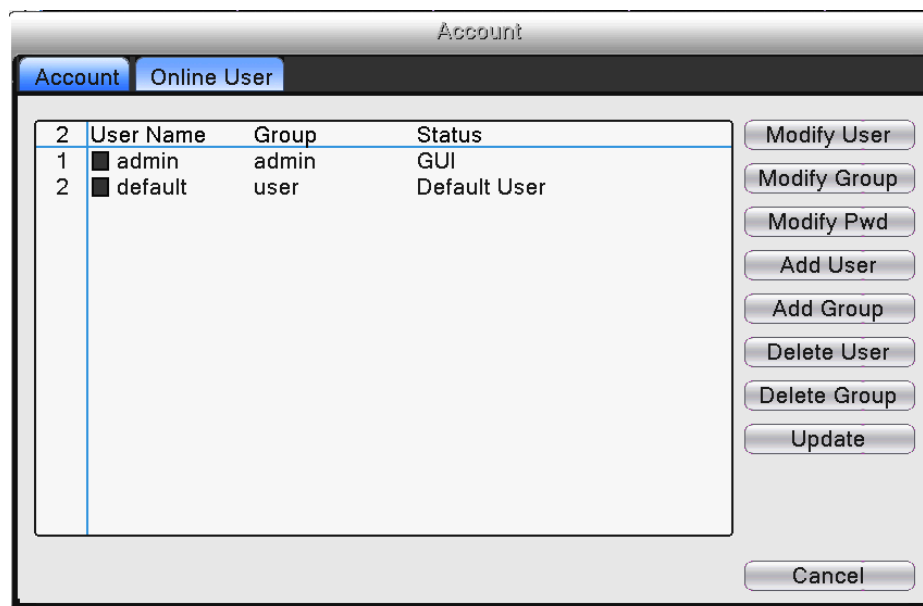 Account
Account Online User
2 User Name Group Status
1 admin admin GUI
2 default user Default User
Modify User
Modify Group
Modify Pwd
Add User
Add Group
Delete User
Delete Group
Update
Cancel